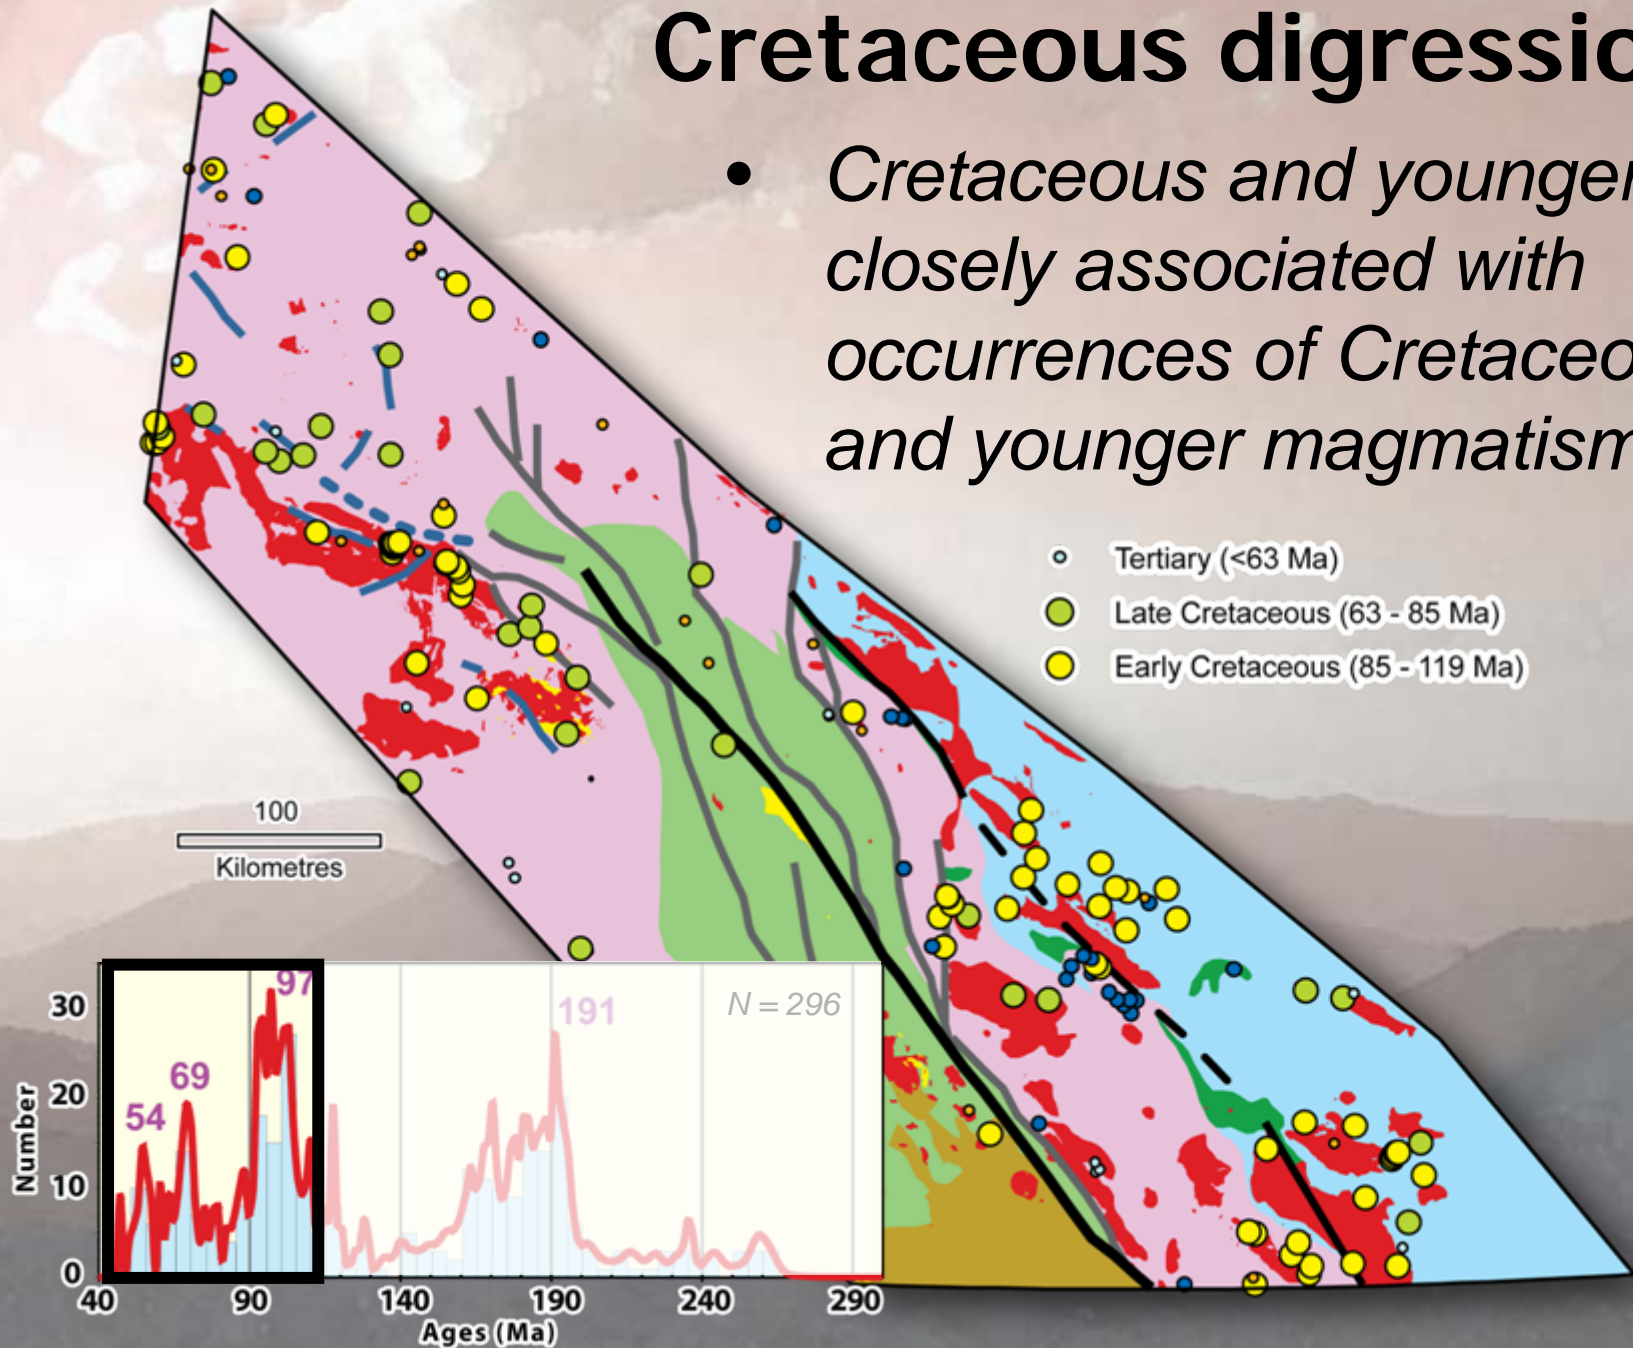 Cretaceous digressio
• Cretaceous and younger
closely associated with
occurrences of Cretaceo
and younger magmatism
Tertiary (<63 Ma)
Late Cretaceous (63 - 85 Ma)
Early Cretaceous (85 - 119 Ma)
100
Kilometres
97
191
N = 296
69
54
Number
30
20
10
0
40 90 140 190 240 290
Ages (Ma)